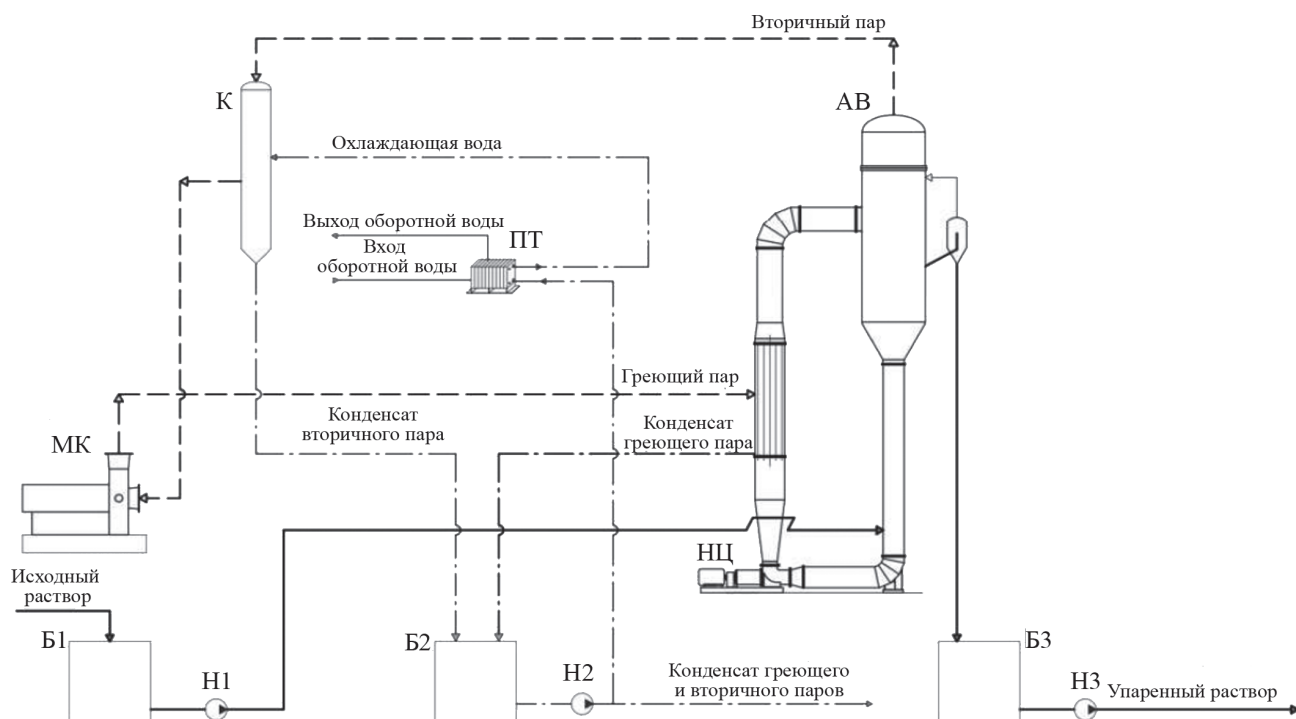 Вторичный пар
К
АВ
Охлаждающая вода
Выход оборотной воды
ПТ
Вход
оборотной воды
Греющий пар
Конденсат
вторичного пара
Конденсат
греющего пара
МК
НЦ
Исходный
раствор
Б1
Н1
Б2
Н2
Конденсат греющего
и вторичного паров
Б3
Н3
Упаренный раствор